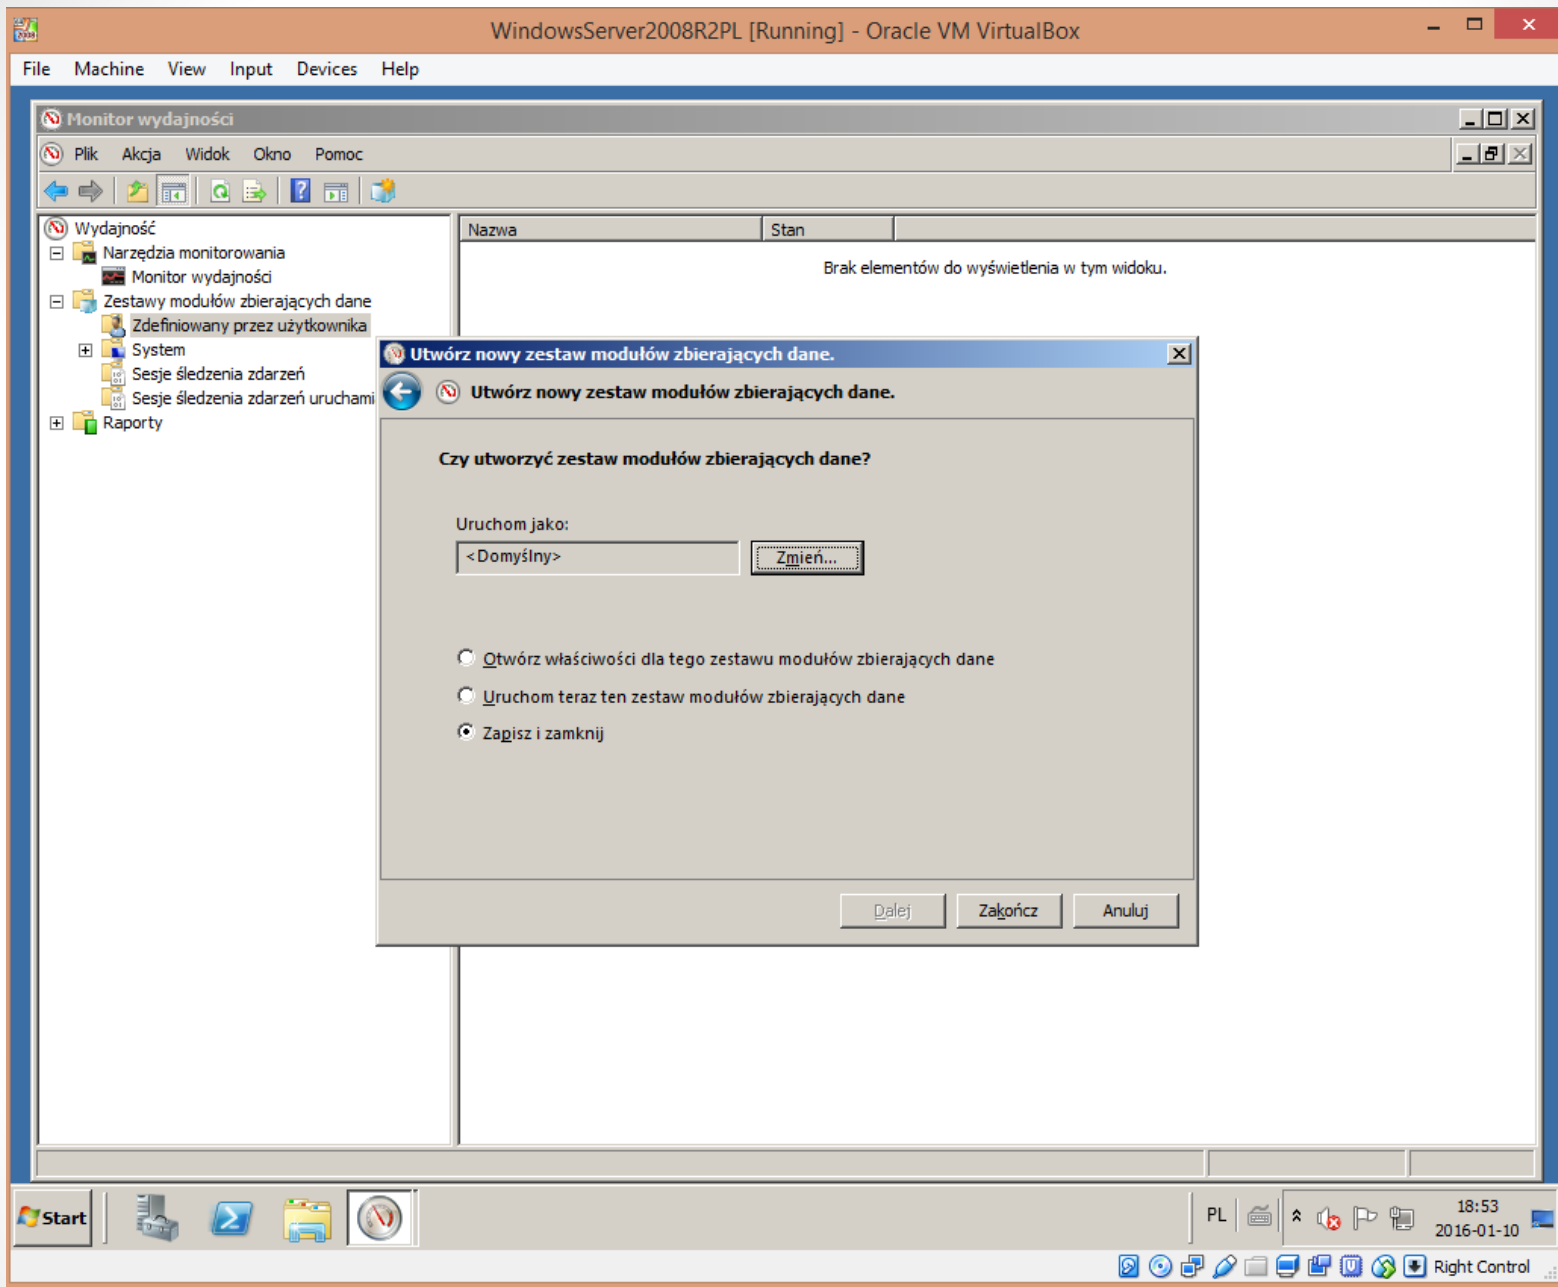 WindowsServer2008R2PL [Running] - Oracle VM VirtualBox
File Machine View Input Devices Help
Monitor wydajności
Plik Akcja Widok Okno Pomoc
Wydajność
Narzędzia monitorowania
Monitor wydajności
Zestawy modułów zbierających dane
Zdefiniowany przez użytkownika
System
Sesje śledzenia zdarzeń
Sesje śledzenia zdarzeń uruchami
Raporty
Nazwa Stan
Brak elementów do wyświetlenia w tym widoku.
Utwórz nowy zestaw modułów zbierających dane.
Utwórz nowy zestaw modułów zbierających dane.
Czy utworzyć zestaw modułów zbierających dane?
Uruchom jako:
<Domyślny> Zmień...
Otwórz właściwości dla tego zestawu modułów zbierających dane
Uruchom teraz ten zestaw modułów zbierających dane
Zapisz i zamknij
Dalej Zakończ Anuluj
Start PL 18:53
2016-01-10
Right Control